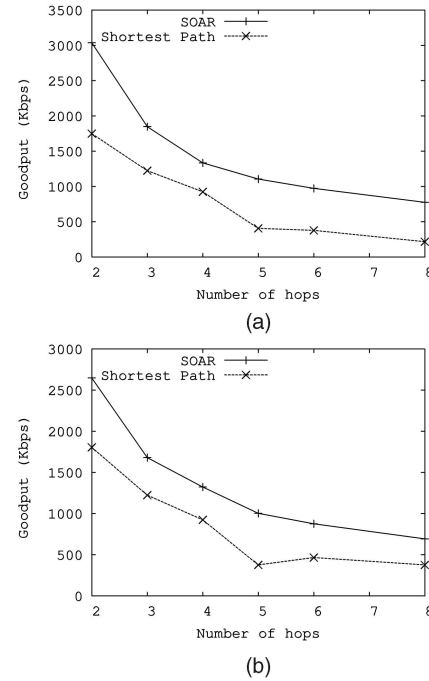 3500
3000
2500
2000
1500
1000
500
0
Goodput (Kbps)
SOAR
Shortest Path
2 3 4 5 6 7 8
Number of hops
(a)
3000
2500
2000
1500
1000
500
0
Goodput (Kbps)
SOAR
Shortest Path
2 3 4 5 6 7 8
Number of hops
(b)